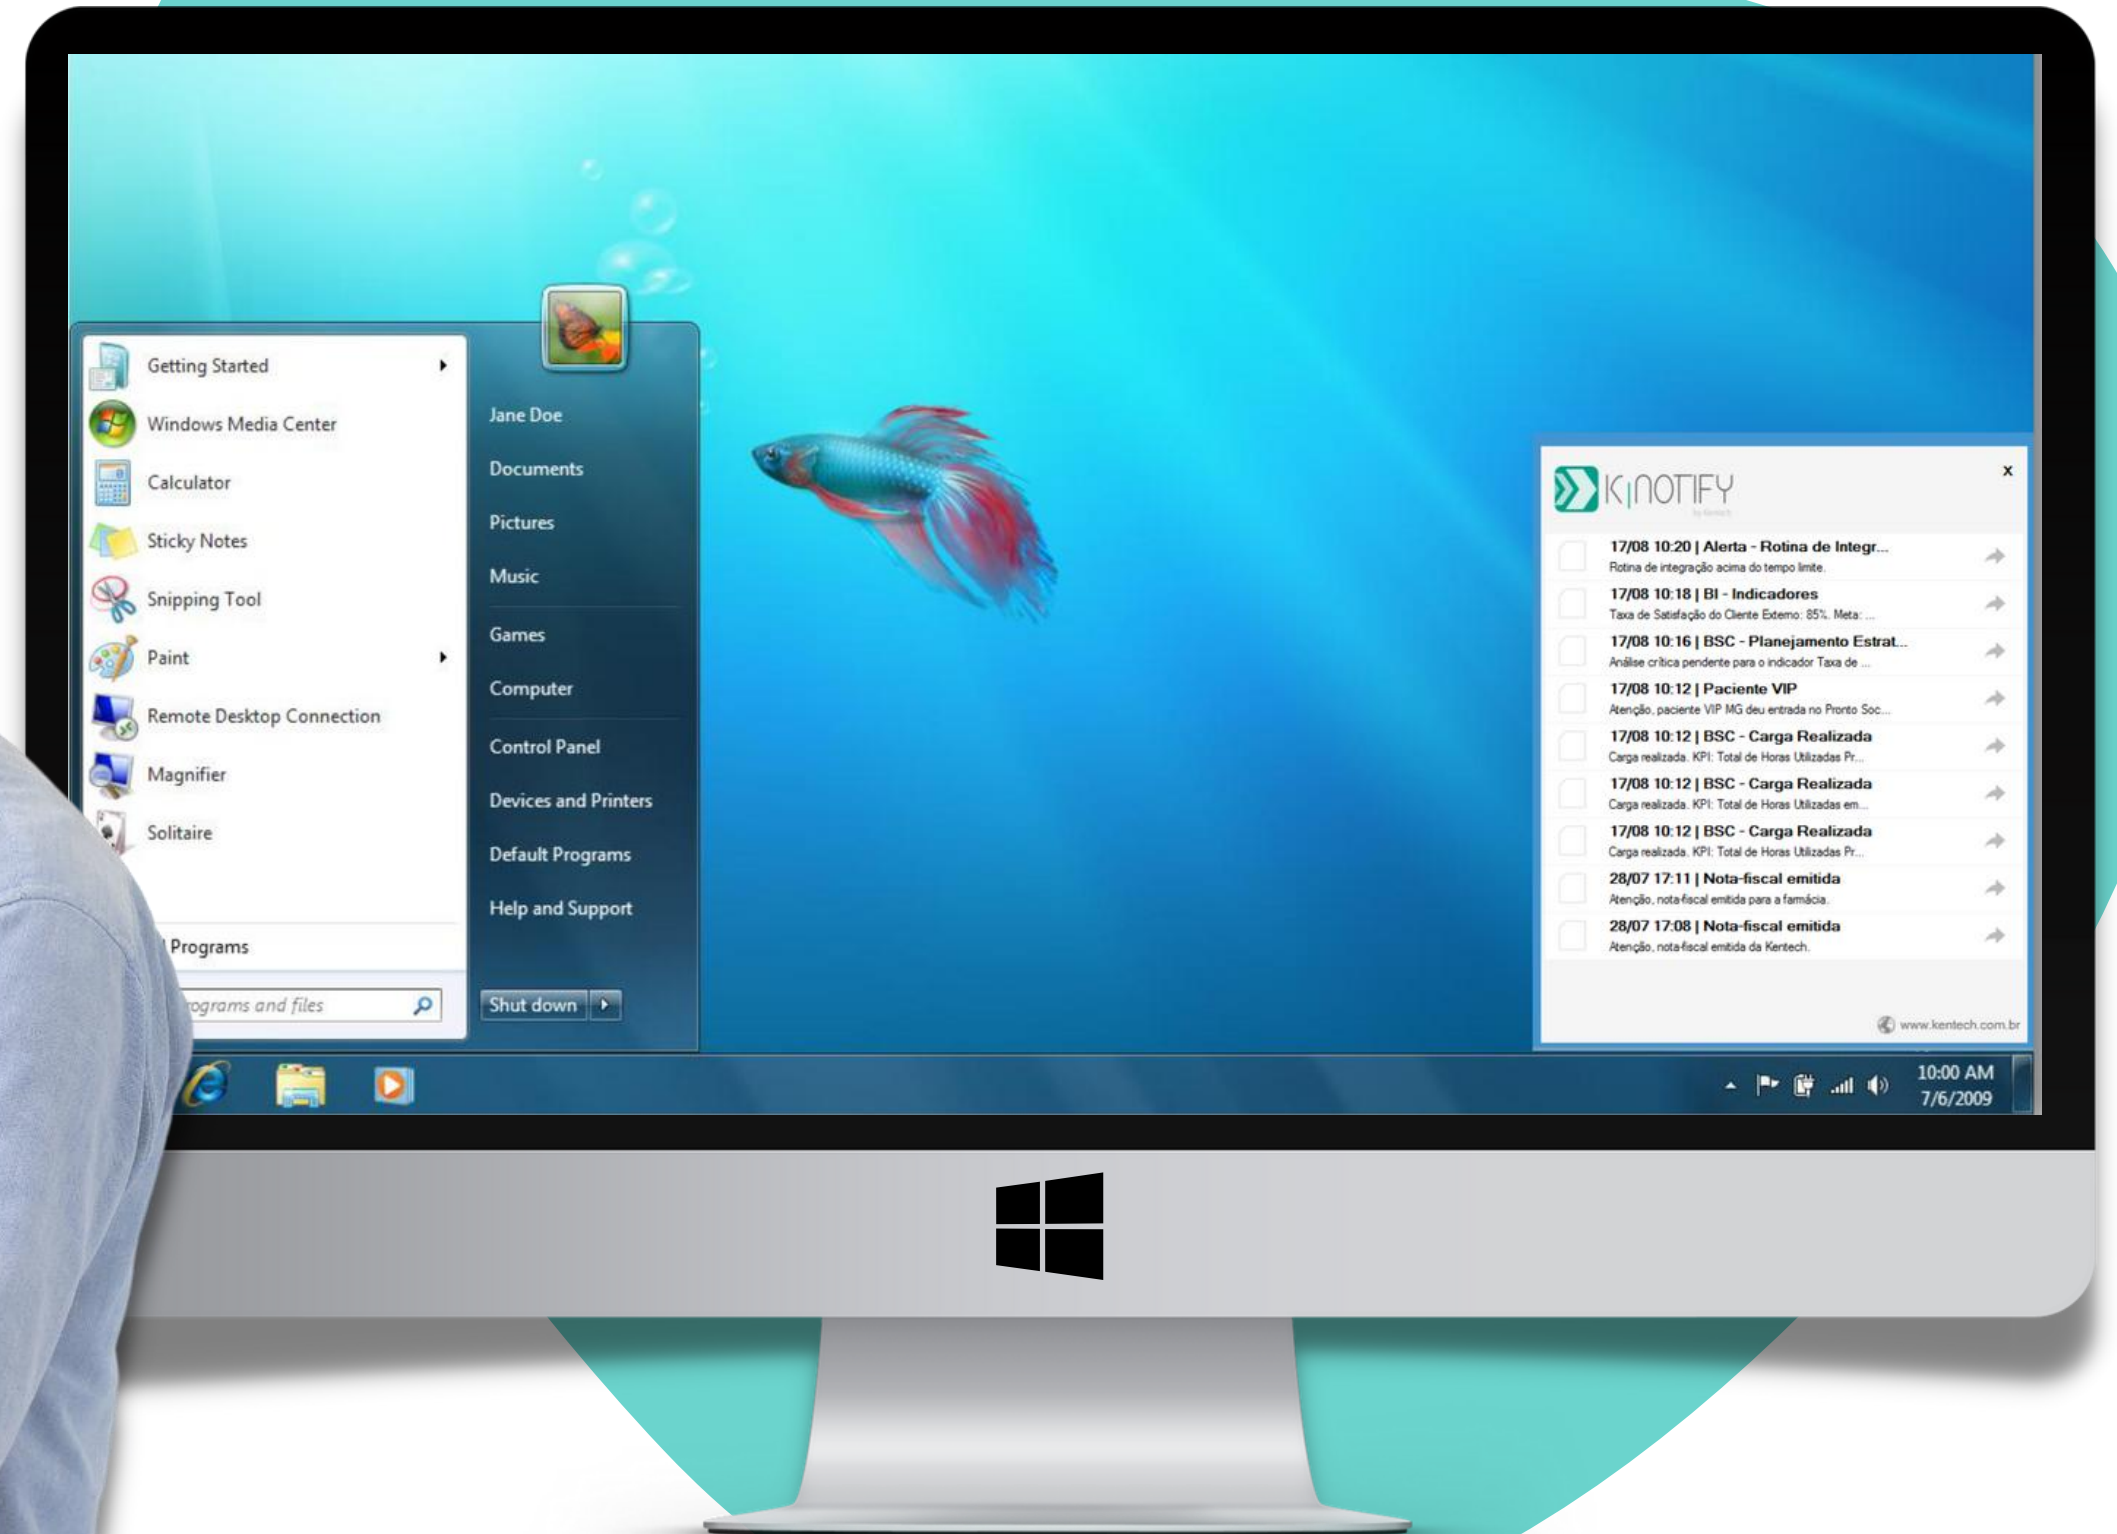 Getting Started
Windows Media Center
Calculator
Sticky Notes
Snipping Tool
Paint
Remote Desktop Connection
Magnifier
Solitaire
Programs
and files
Jane Doe
Documents
Pictures
Music
Games
Computer
Control Panel
Devices and Printers
Default Programs
Help and Support
Shut down
K|NOTIFY
by Kentech
x
17/08 10:20 | Alerta - Rotina de Integr...
Rotina de integração acima do tempo limite.
17/08 10:18 | BI - Indicadores
Taxa de Satisfação do Cliente Externo: 85%. Meta: ...
17/08 10:16 | BSC - Planejamento Estrat...
Análise crítica pendente para o indicador Taxa de ...
17/08 10:12 | Paciente VIP
Atenção, paciente VIP MG deu entrada no Pronto Soc...
17/08 10:12 | BSC - Carga Realizada
Carga realizada. KPI: Total de Horas Utilizadas Pr...
17/08 10:12 | BSC - Carga Realizada
Carga realizada. KPI: Total de Horas Utilizadas em...
17/08 10:12 | BSC - Carga Realizada
Carga realizada. KPI: Total de Horas Utilizadas Pr...
28/07 17:11 | Nota-fiscal emitida
Atenção, nota-fiscal emitida para a farmácia.
28/07 17:08 | Nota-fiscal emitida
Atenção, nota-fiscal emitida da Kentech.
www.kentech.com.br
10:00 AM
7/6/2009